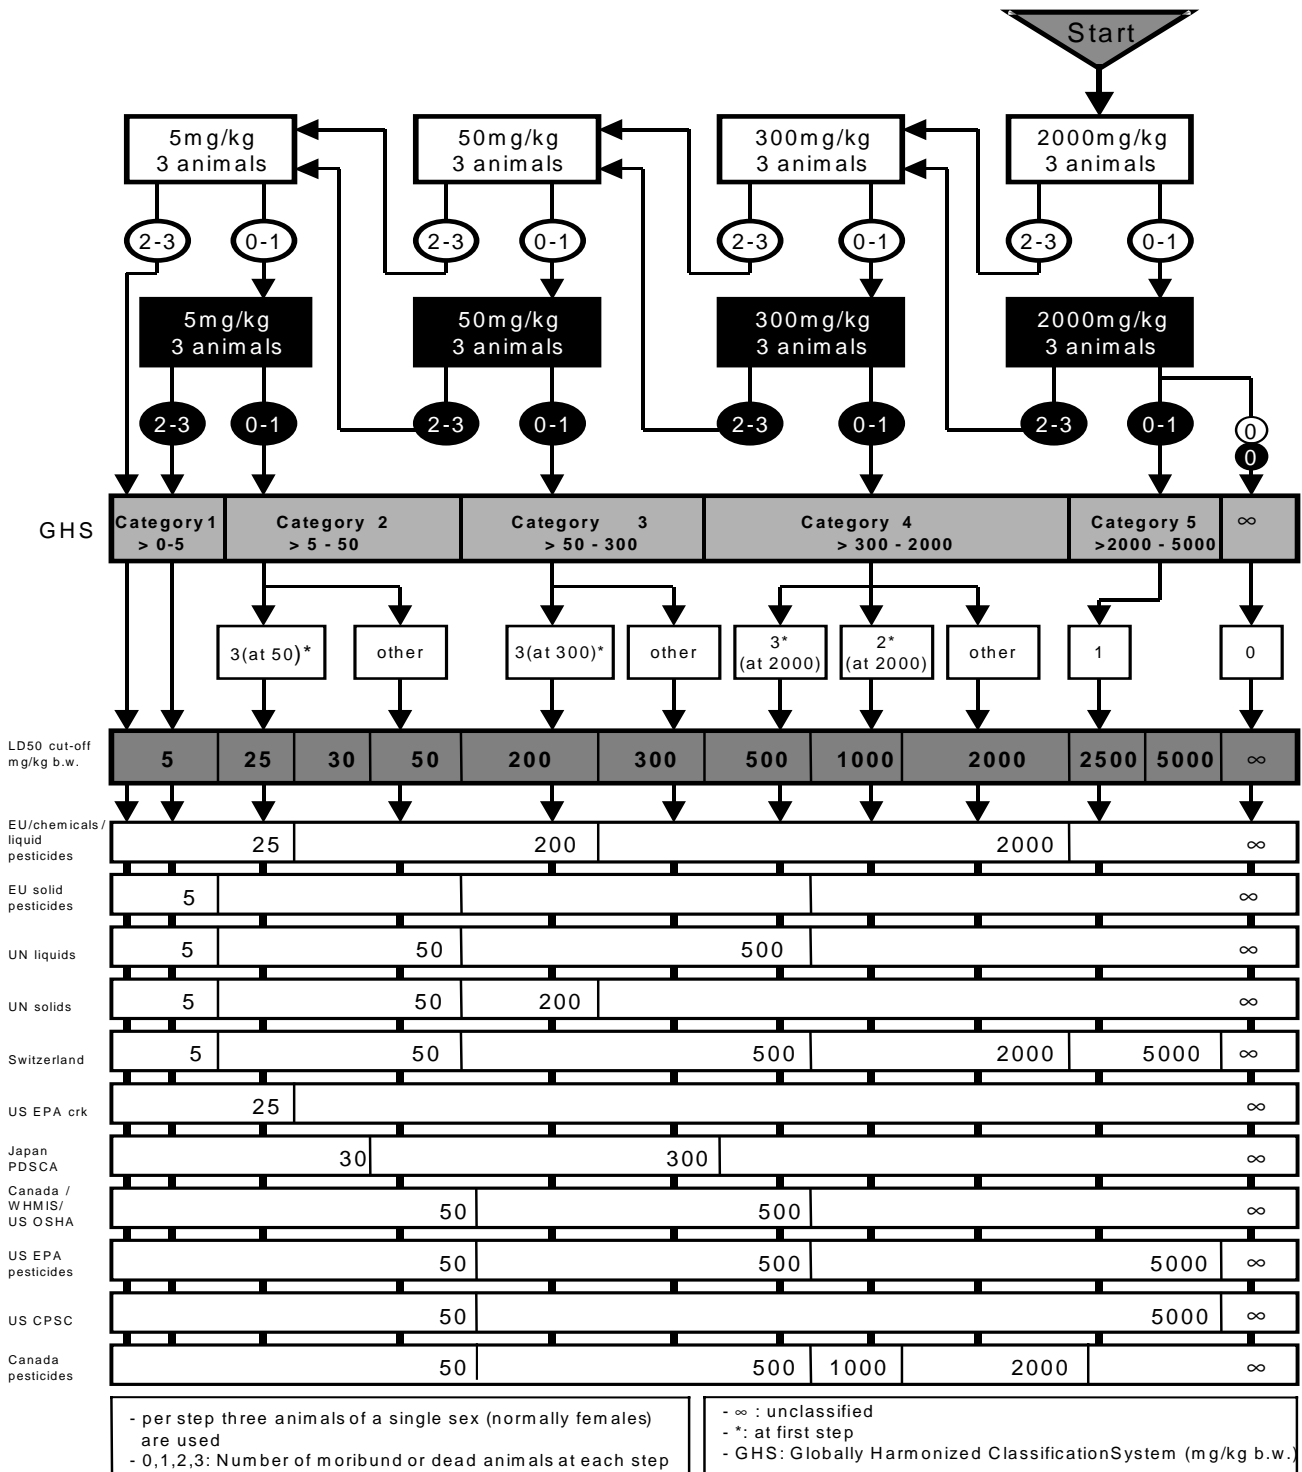 Start
5mg/kg
3 animals
50mg/kg
3 animals
300mg/kg
3 animals
2000mg/kg
3 animals
2-3
0-1
2-3
0-1
2-3
0-1
2-3
0-1
5mg/kg
3 animals
50mg/kg
3 animals
300mg/kg
3 animals
2000mg/kg
3 animals
2-3
0-1
2-3
0-1
2-3
0-1
2-3
0-1
0
0
GHS
Category 1
> 0-5
Category 2
> 5 - 50
Category 3
> 50 - 300
Category 4
> 300 - 2000
Category 5
>2000 - 5000
∞
3(at 50)*
other
3(at 300)*
other
3*
(at 2000)
2*
(at 2000)
other
1
0
LD50 cut-off
mg/kg b.w.
5 25 30 50 200 300 500 1000 2000 2500 5000 ∞
EU/chemicals/
liquid
pesticides
25 200 2000 ∞
EU solid
pesticides
5 ∞
UN liquids
5 50 500 ∞
UN solids
5 50 200 ∞
Switzerland
5 50 500 2000 5000 ∞
US EPA crk
25 ∞
Japan
PDSCA
30 300 ∞
Canada /
WHMIS/
US OSHA
50 500 ∞
US EPA
pesticides
50 500 5000 ∞
US CPSC
50 5000 ∞
Canada
pesticides
50 500 1000 2000 ∞
- per step three animals of a single sex (normally females)
are used
- 0,1,2,3: Number of moribund or dead animals at each step
- ∞ : unclassified
- *: at first step
- GHS: Globally Harmonized ClassificationSystem (mg/kg b.w.)